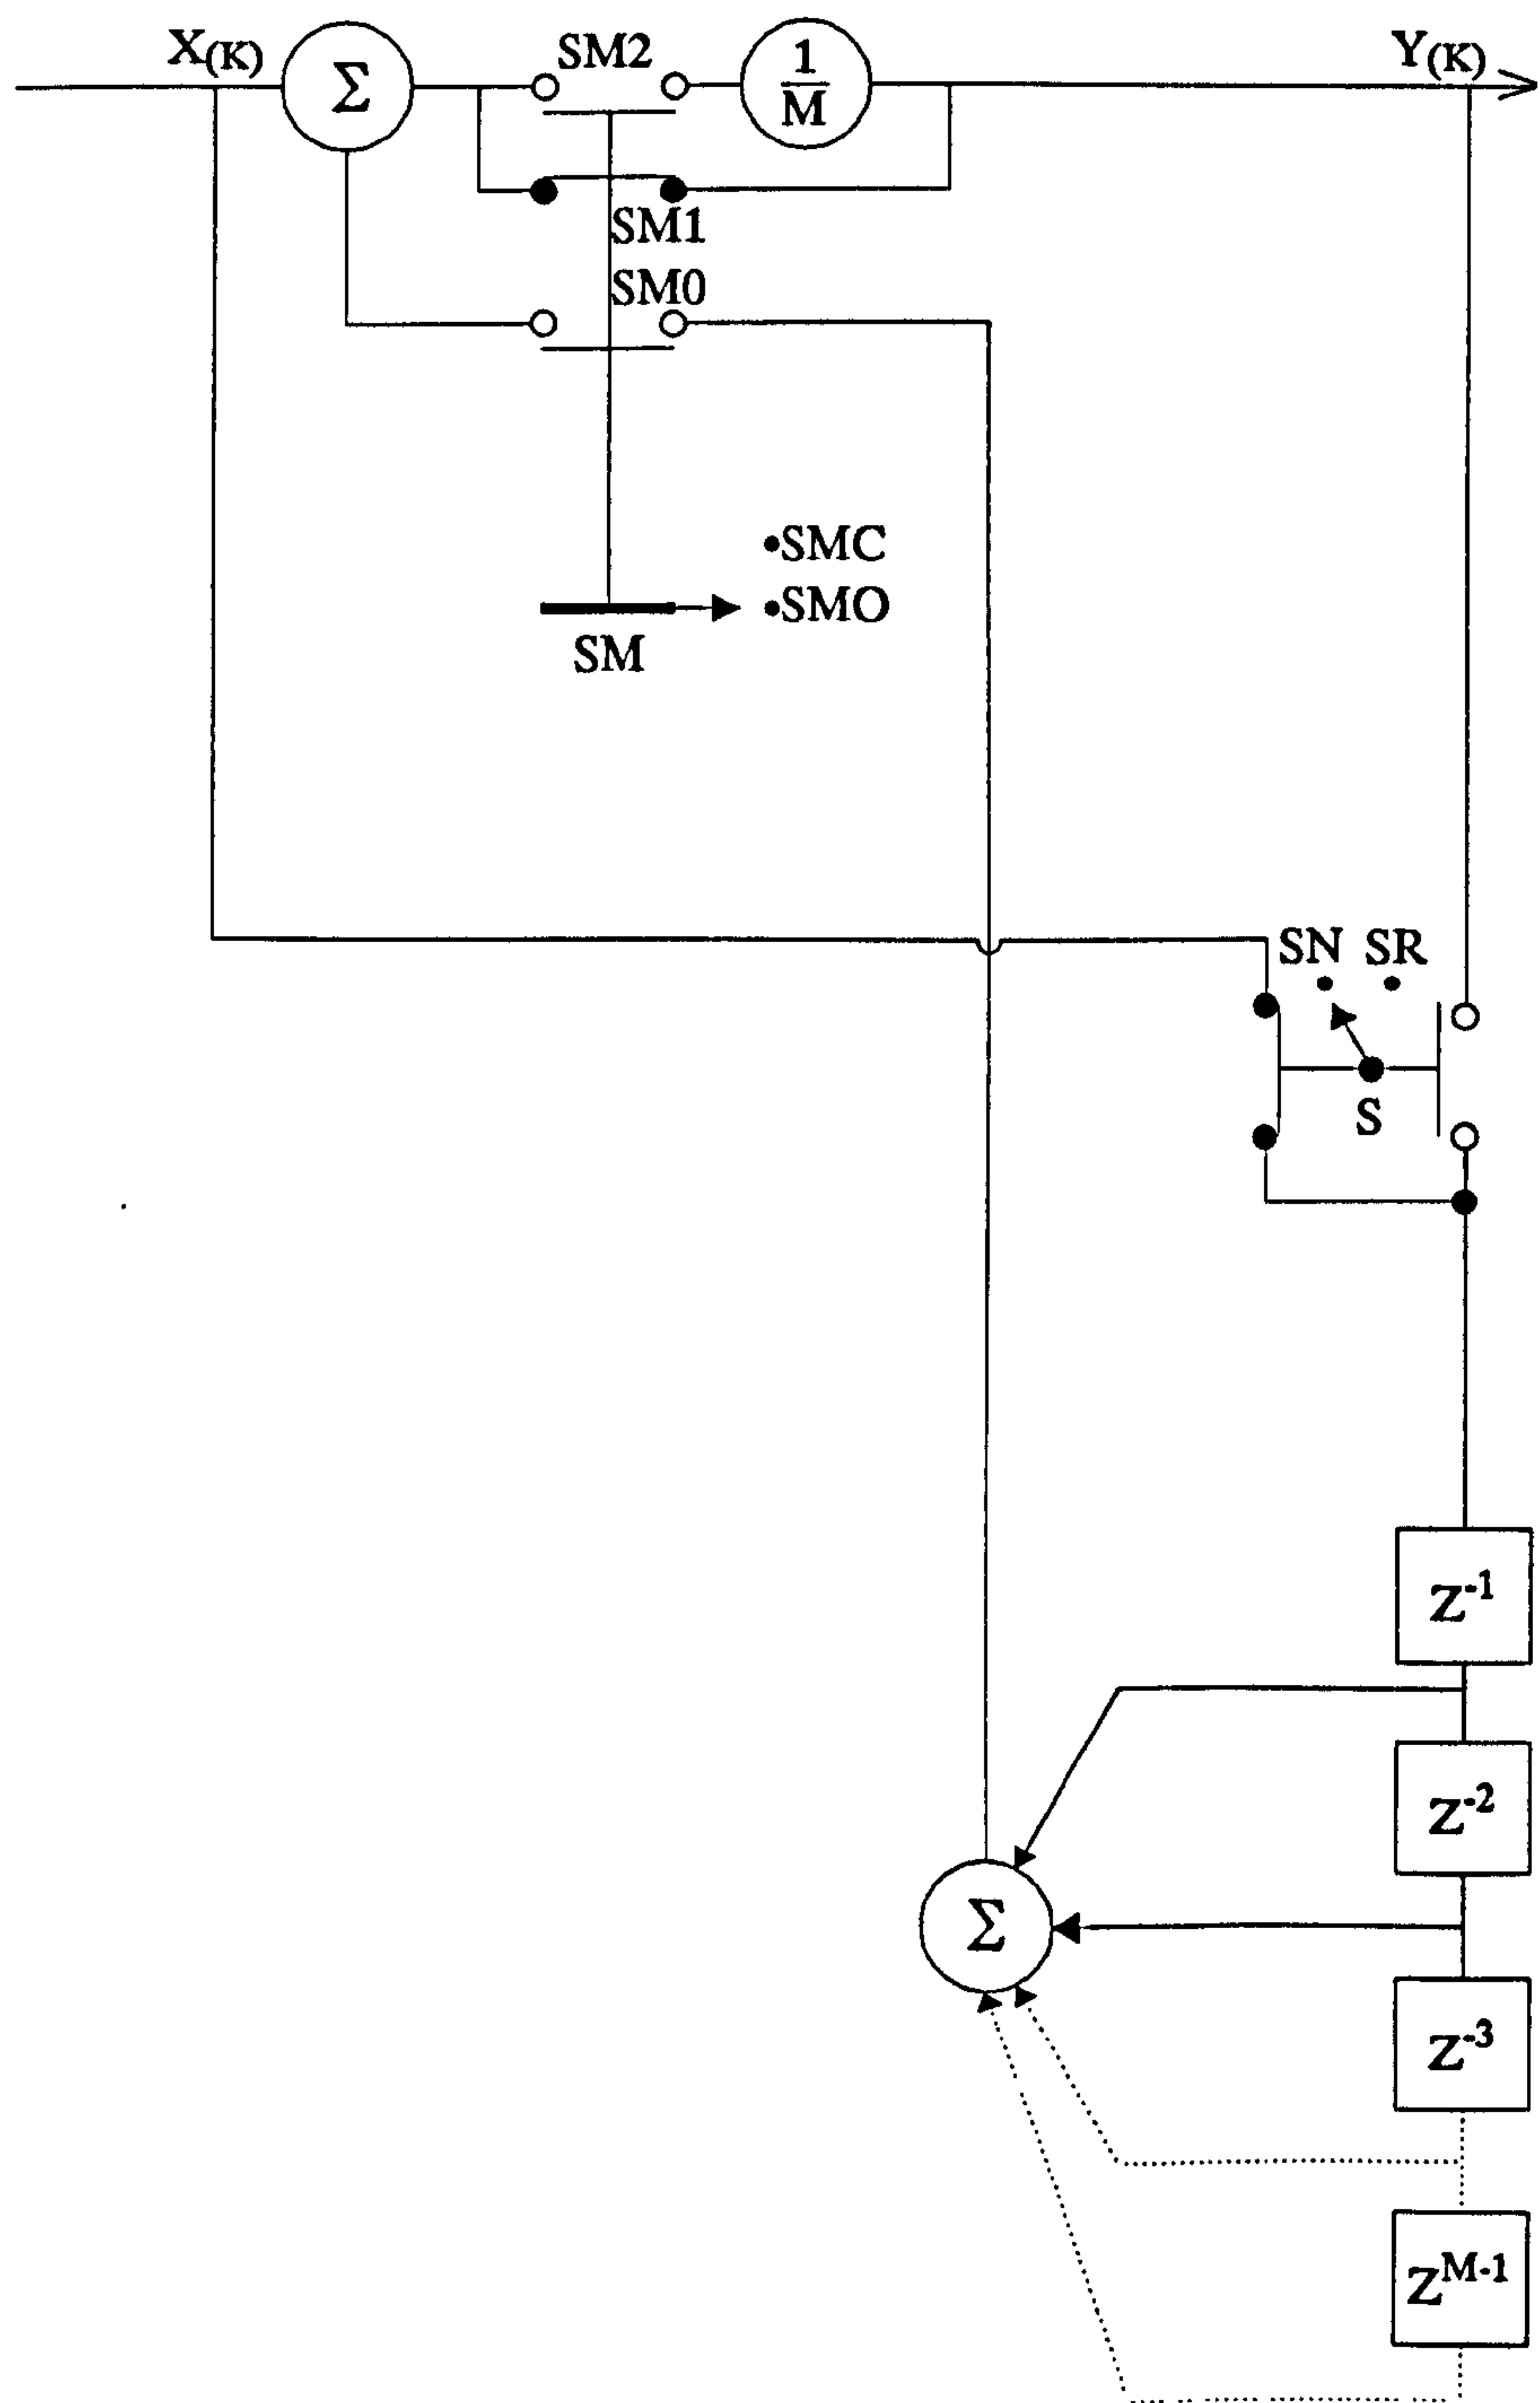 X(K)
Σ
SM2
1
M
Y(K)
SM1
SM0
•SMC
•SMO
SM
SN SR
S
Z-1
Z-2
Σ
Z-3
ZM-1